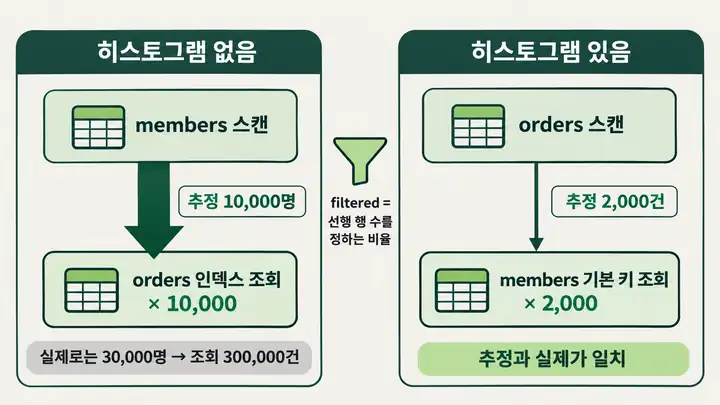 히스토그램 없음
members 스캔
추정 10,000명
orders 인덱스 조회
× 10,000
실제로는 30,000명 → 조회 300,000건
filtered =
선행 행 수를
정하는 비율
히스토그램 있음
orders 스캔
추정 2,000건
members 기본 키 조회
× 2,000
추정과 실제가 일치